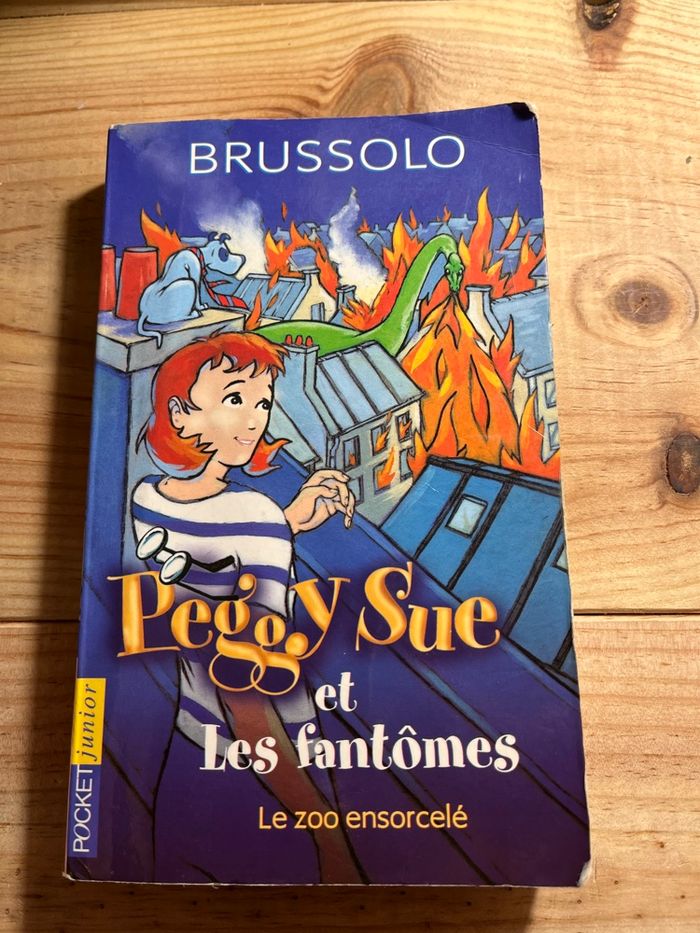 BRUSSOLO
Peggy Sue
et
Les fantômes
Le zoo ensorcelé
POCKET junior